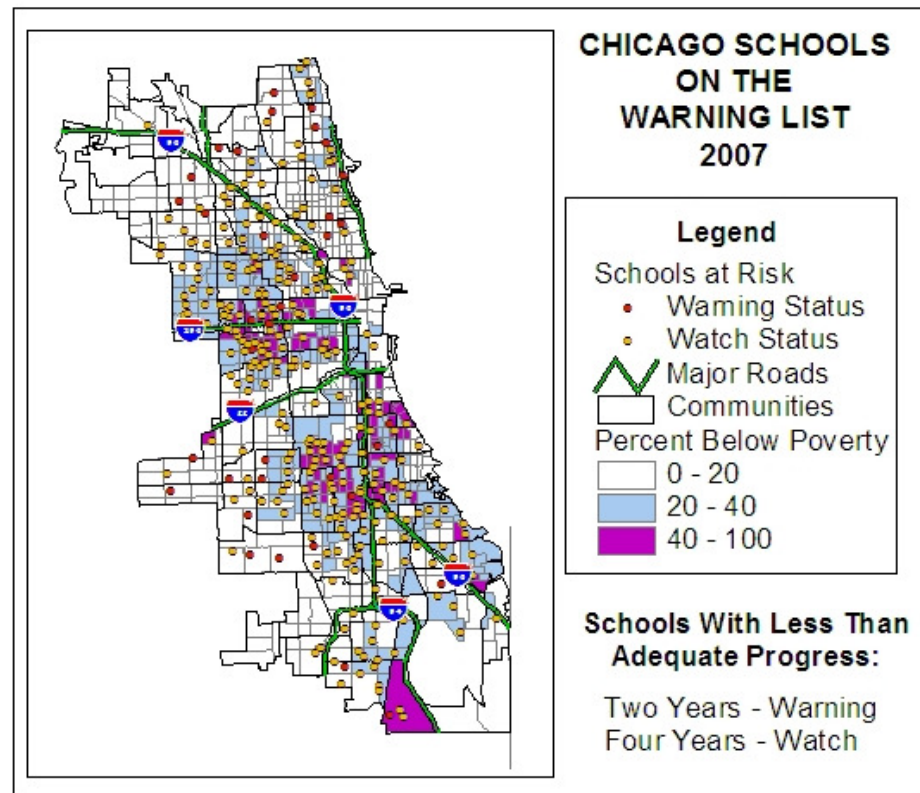 CHICAGO SCHOOLS
ON THE
WARNING LIST
2007
Legend
Schools at Risk
Warning Status
Watch Status
Major Roads
Communities
Percent Below Poverty
0 - 20
20 - 40
40 - 100
Schools With Less Than
Adequate Progress:
Two Years - Warning
Four Years - Watch